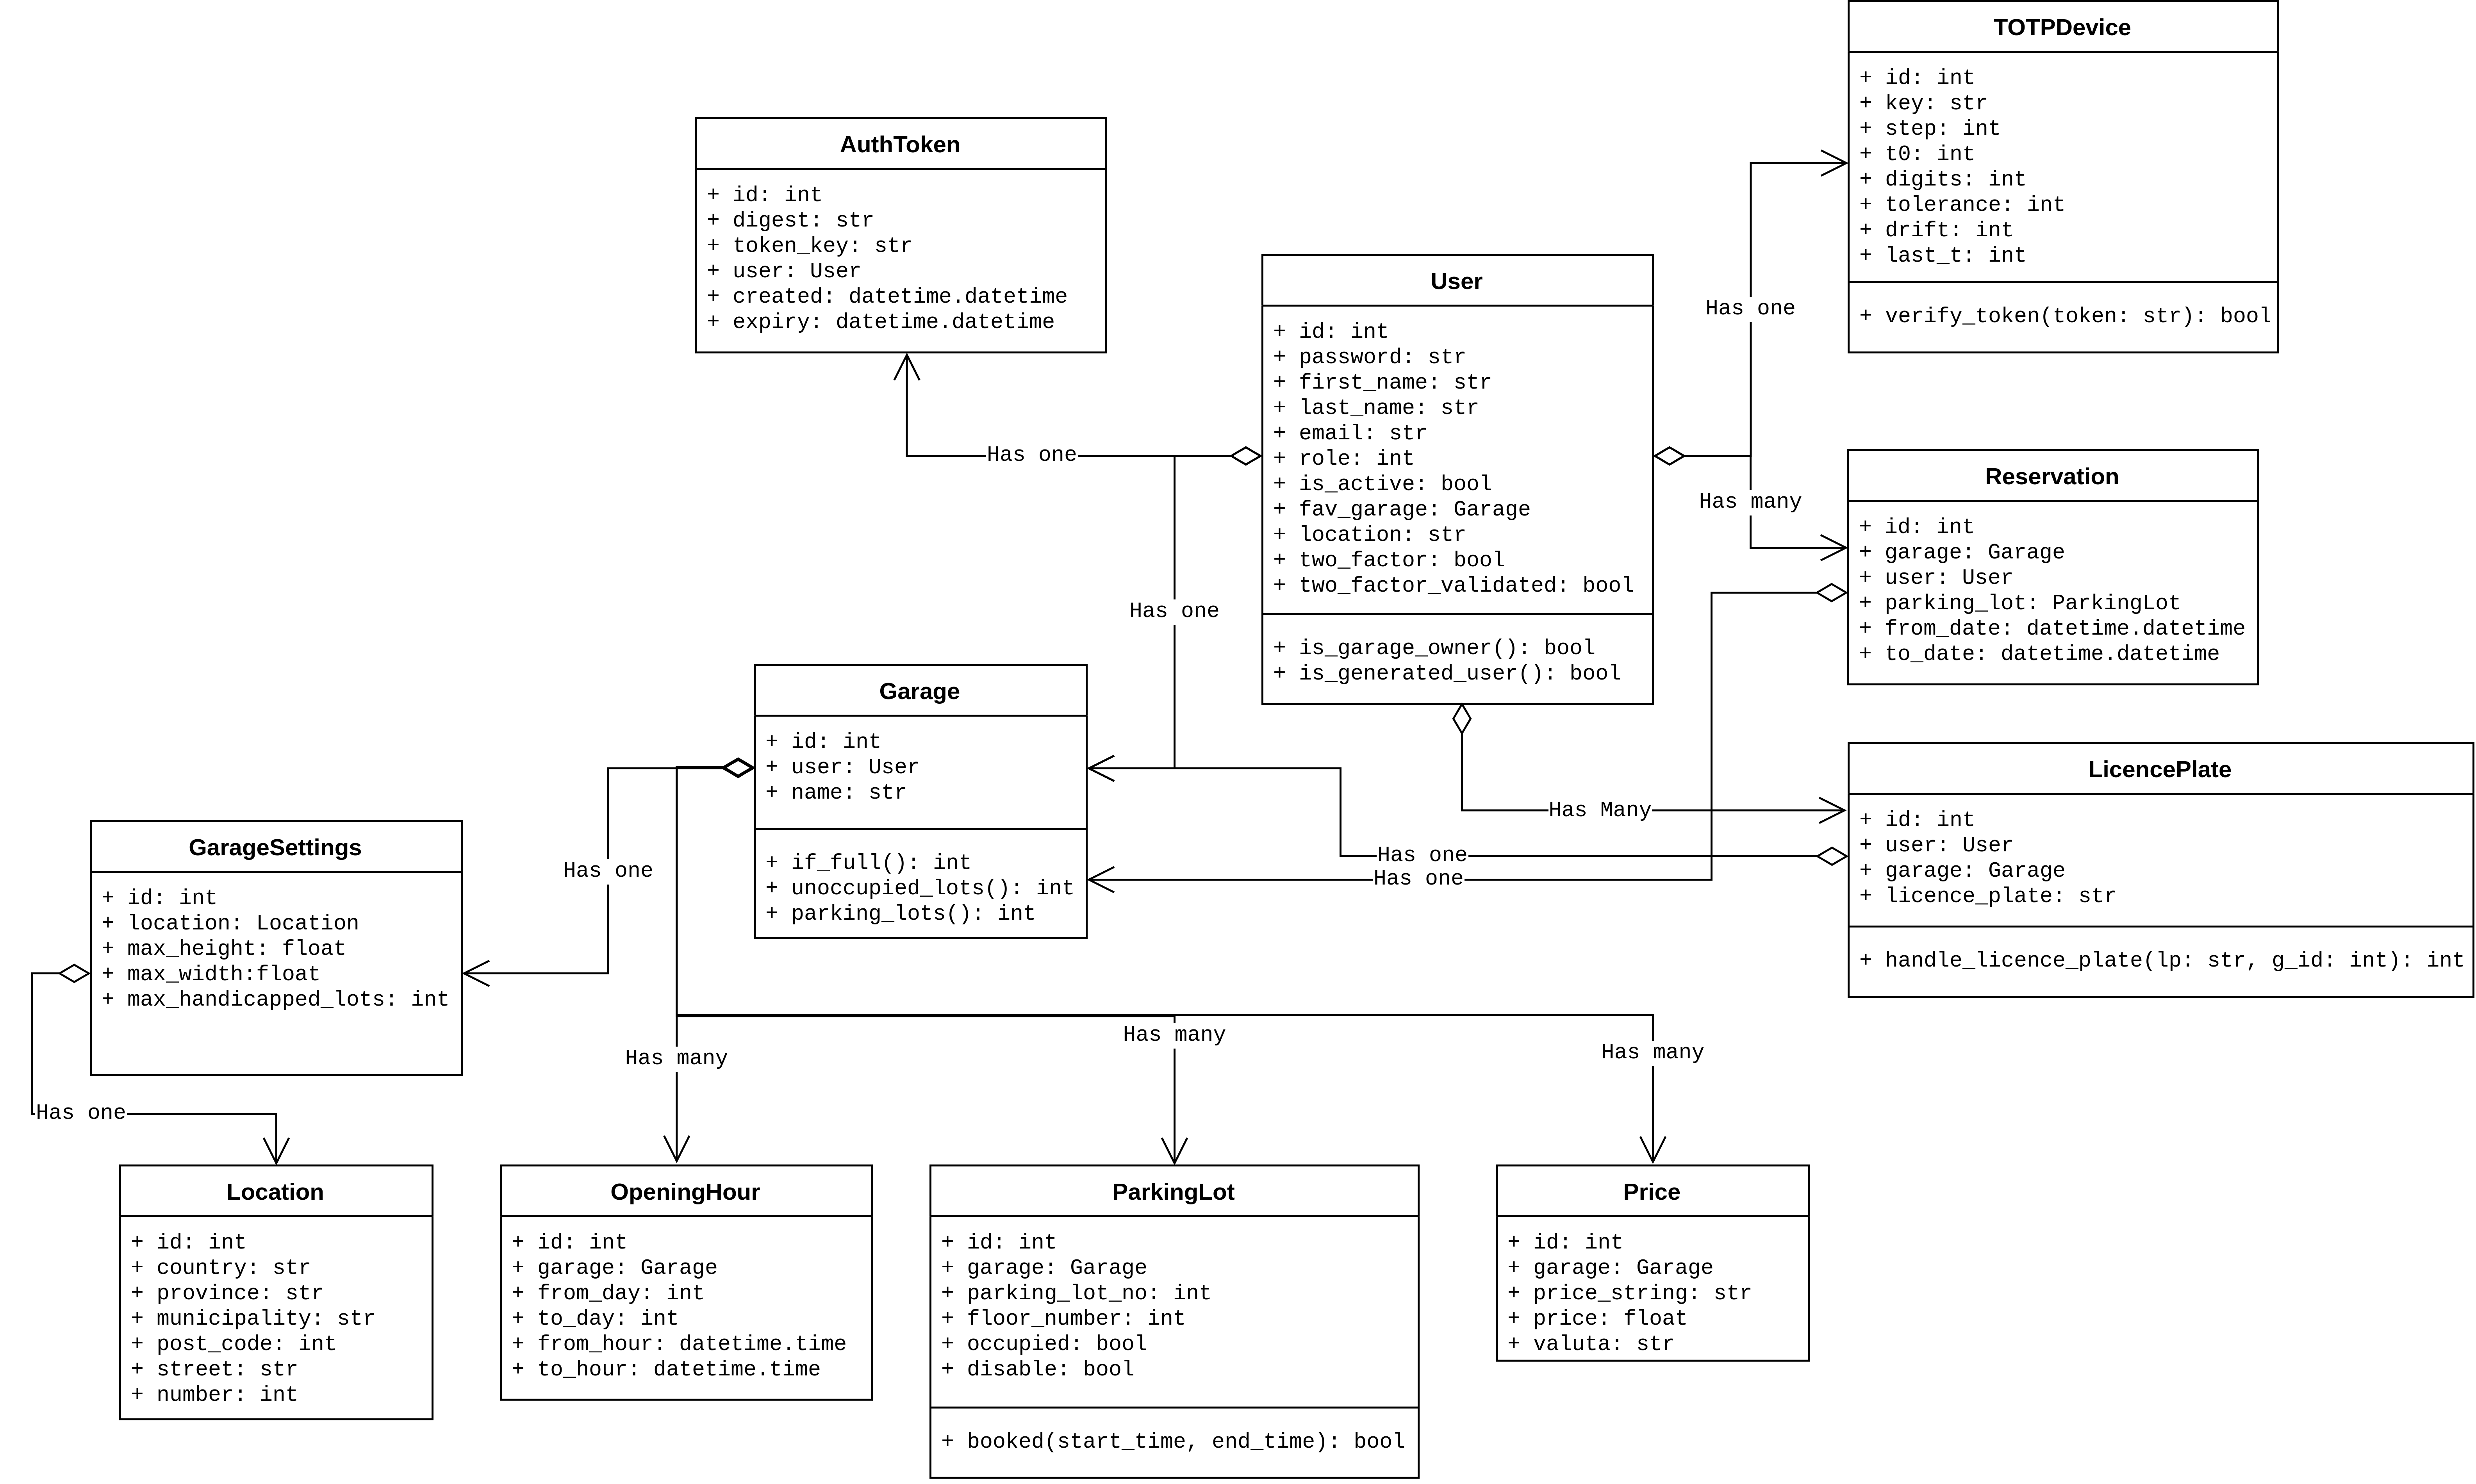 TOTPDevice
+ id: int
+ key: str
+ step: int
+ t0: int
+ digits: int
+ tolerance: int
+ drift: int
+ last_t: int
+ verify_token(token: str): bool
AuthToken
+ id: int
+ digest: str
+ token_key: str
+ user: User
+ created: datetime.datetime
+ expiry: datetime.datetime
User
+ id: int
+ password: str
+ first_name: str
+ last_name: str
+ email: str
+ role: int
+ is_active: bool
+ fav_garage: Garage
+ location: str
+ two_factor: bool
+ two_factor_validated: bool
+ is_garage_owner(): bool
+ is_generated_user(): bool
Has one
Has one
Has many
Has one
Reservation
+ id: int
+ garage: Garage
+ user: User
+ parking_lot: ParkingLot
+ from_date: datetime.datetime
+ to_date: datetime.datetime
Garage
+ id: int
+ user: User
+ name: str
+ if_full(): int
+ unoccupied_lots(): int
+ parking_lots(): int
Has Many
Has one
Has one
LicencePlate
+ id: int
+ user: User
+ garage: Garage
+ licence_plate: str
+ handle_licence_plate(lp: str, g_id: int): int
GarageSettings
+ id: int
+ location: Location
+ max_height: float
+ max_width:float
+ max_handicapped_lots: int
Has one
Has many
Has many
Has many
Has one
Location
+ id: int
+ country: str
+ province: str
+ municipality: str
+ post_code: int
+ street: str
+ number: int
OpeningHour
+ id: int
+ garage: Garage
+ from_day: int
+ to_day: int
+ from_hour: datetime.time
+ to_hour: datetime.time
ParkingLot
+ id: int
+ garage: Garage
+ parking_lot_no: int
+ floor_number: int
+ occupied: bool
+ disable: bool
+ booked(start_time, end_time): bool
Price
+ id: int
+ garage: Garage
+ price_string: str
+ price: float
+ valuta: str